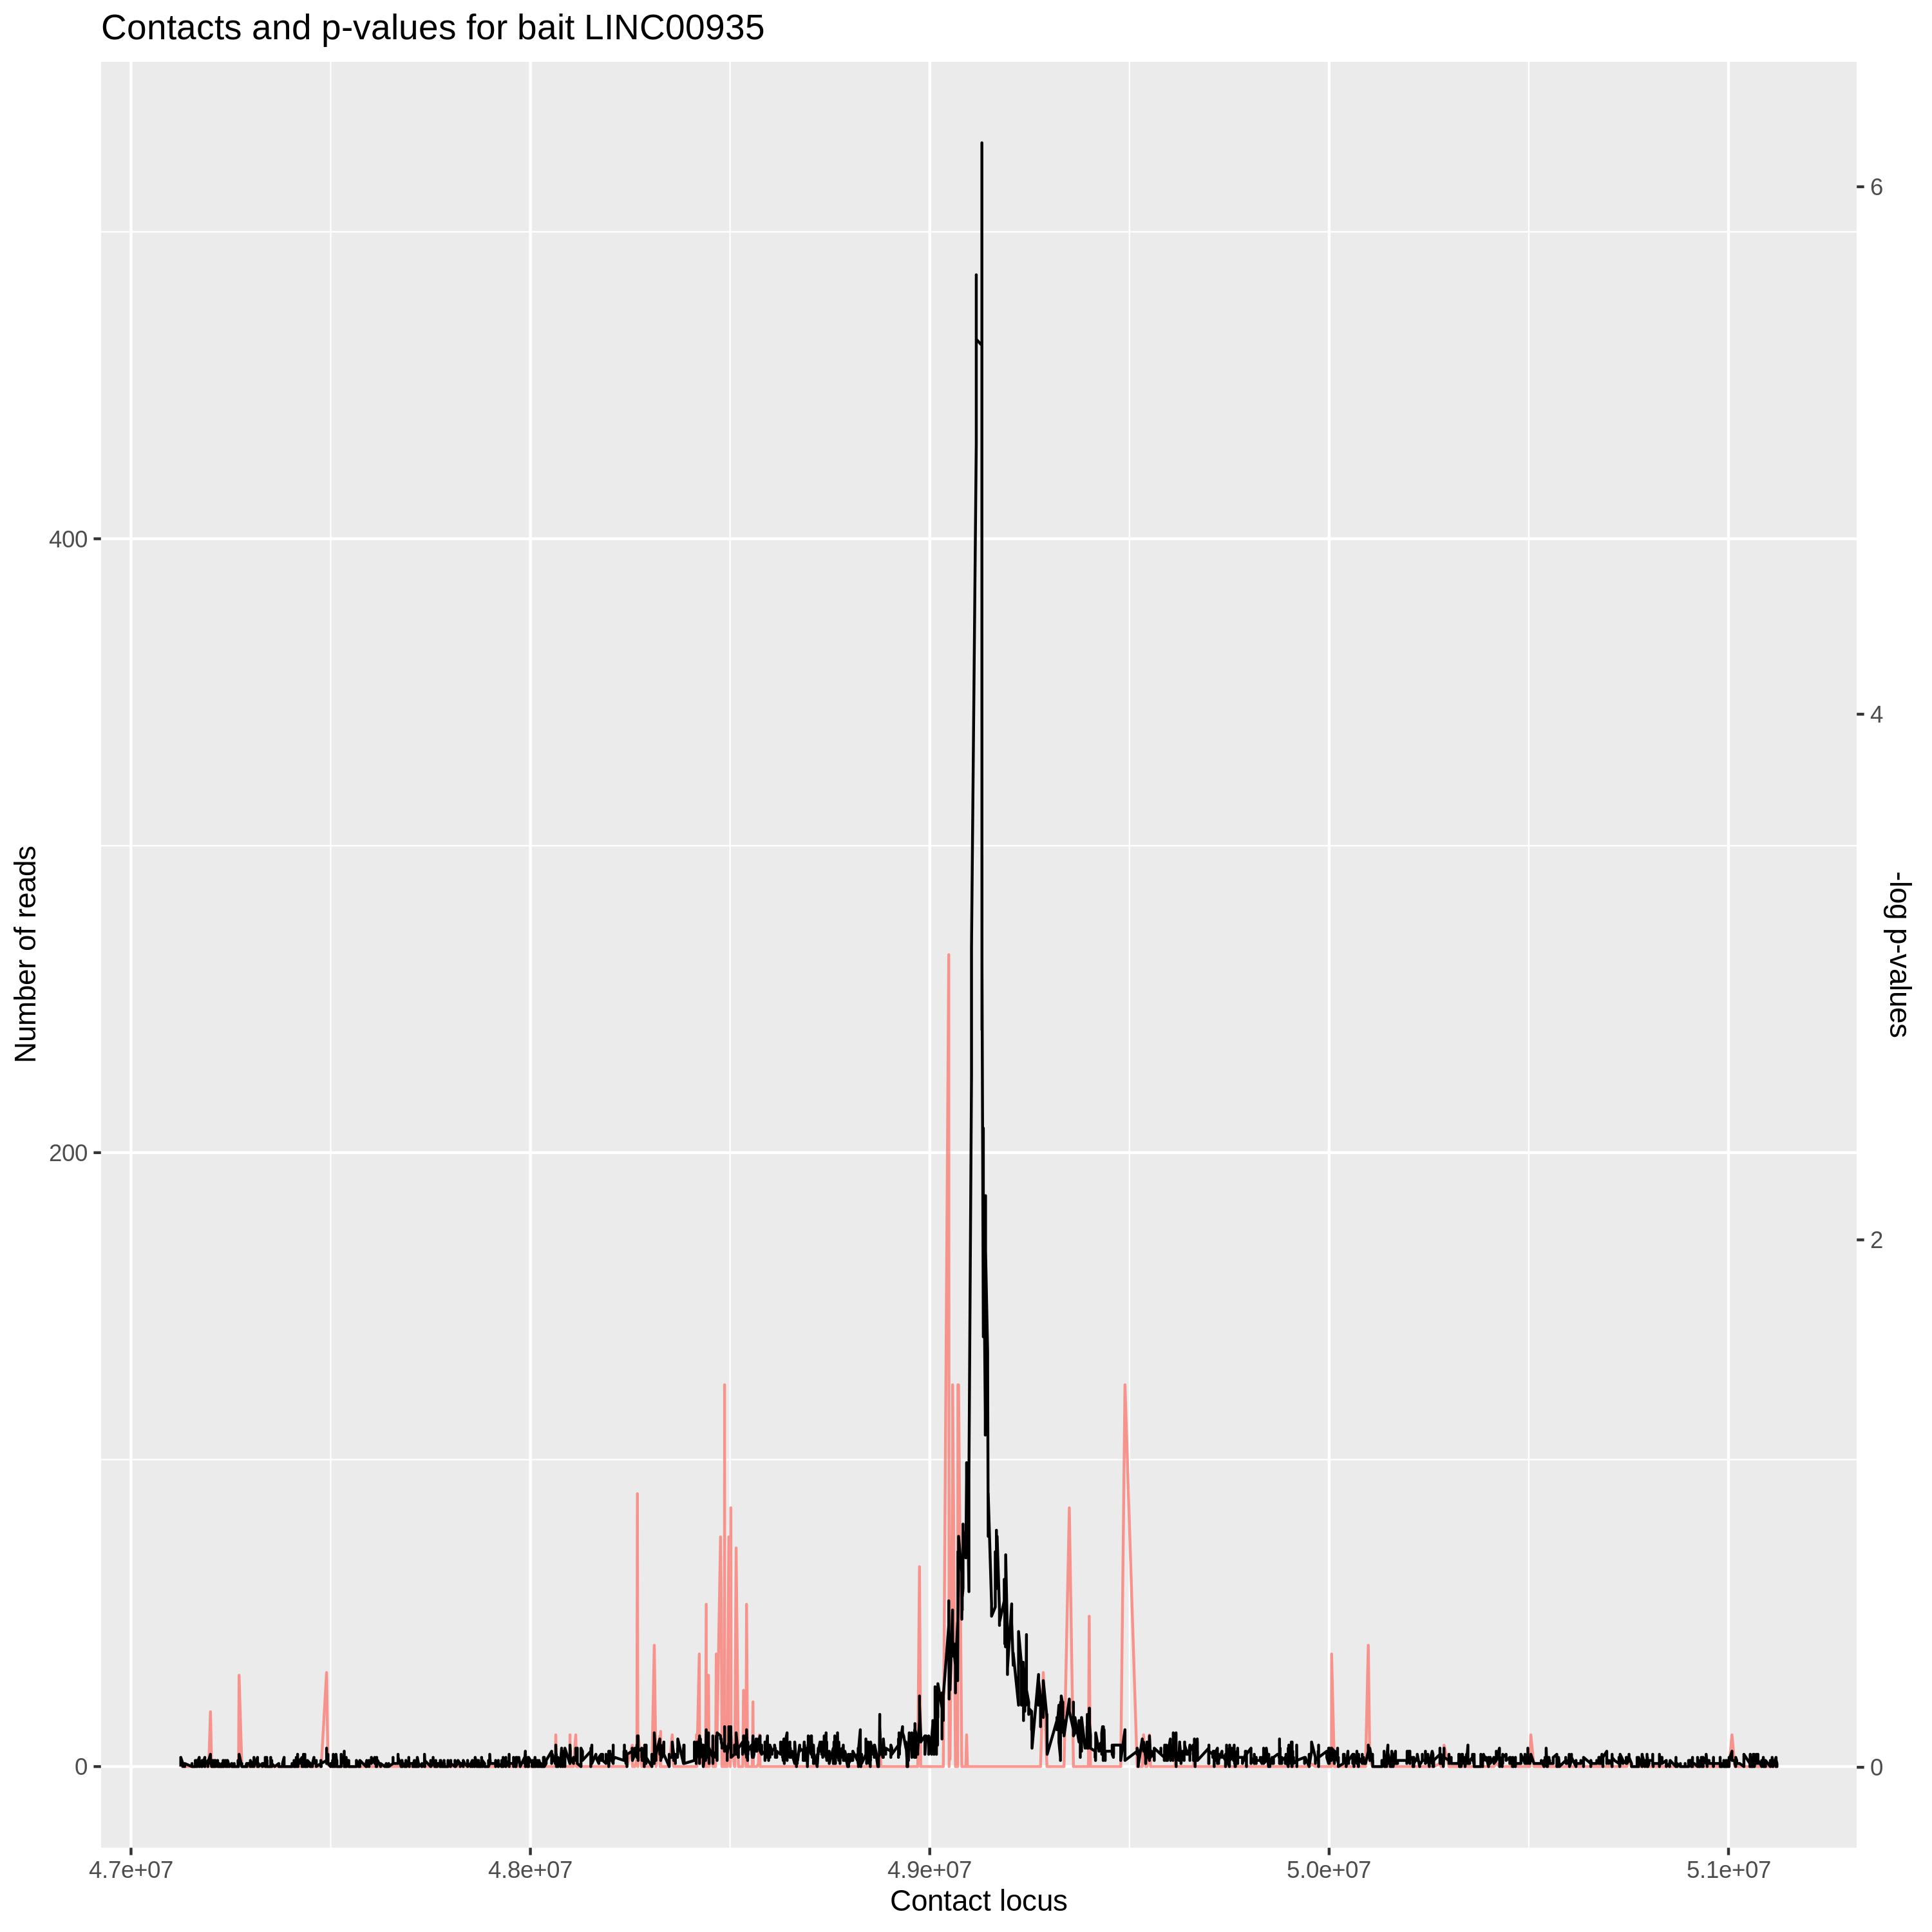 Contacts and p-values for bait LINC00935
Number of reads
400
200
0
6
4
2
0
-log p-values
4.7e+07
4.8e+07
4.9e+07
5.0e+07
5.1e+07
Contact locus